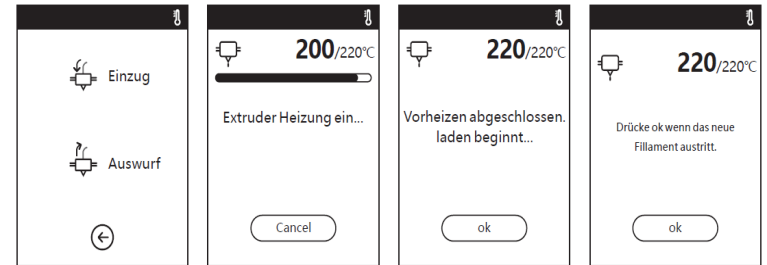 Einzug
Auswurf
200/220℃
Extruder Heizung ein...
Cancel
220/220℃
Vorheizen abgeschlossen.
laden beginnt...
ok
220/220℃
Drücke ok wenn das neue
Fillament austritt.
ok